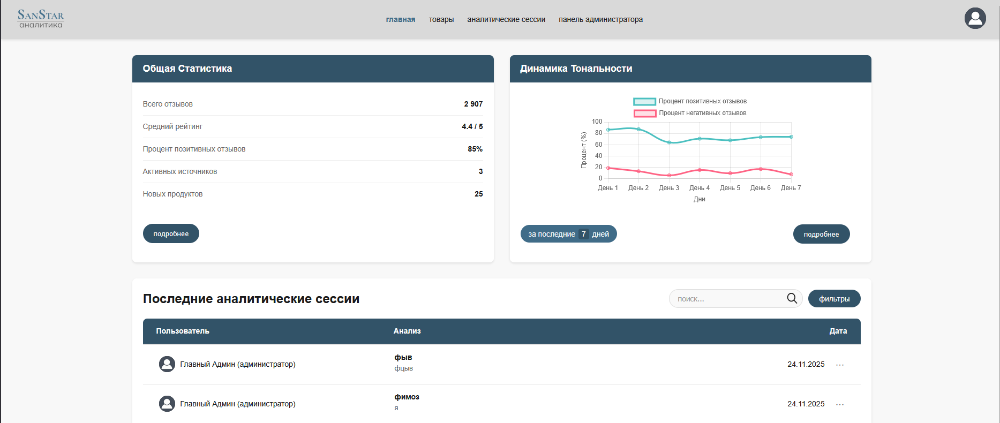 SANSTAR
аналитика
главная товары аналитические сессии панель администратора
Общая Статистика
Всего отзывов 2 907
Средний рейтинг 4.4 / 5
Процент позитивных отзывов 85%
Активных источников 3
Новых продуктов 25
подробнее
Динамика Тональности
Процент позитивных отзывов
Процент негативных отзывов
100
80
60
40
20
0
Процент (%)
День 1 День 2 День 3 День 4 День 5 День 6 День 7
Дни
за последние 7 дней
подробнее
Последние аналитические сессии
поиск...
фильтры
Пользователь Анализ Дата
Главный Админ (администратор)
фыв
фцыв
24.11.2025 ...
Главный Админ (администратор)
фимоз
я
24.11.2025 ...